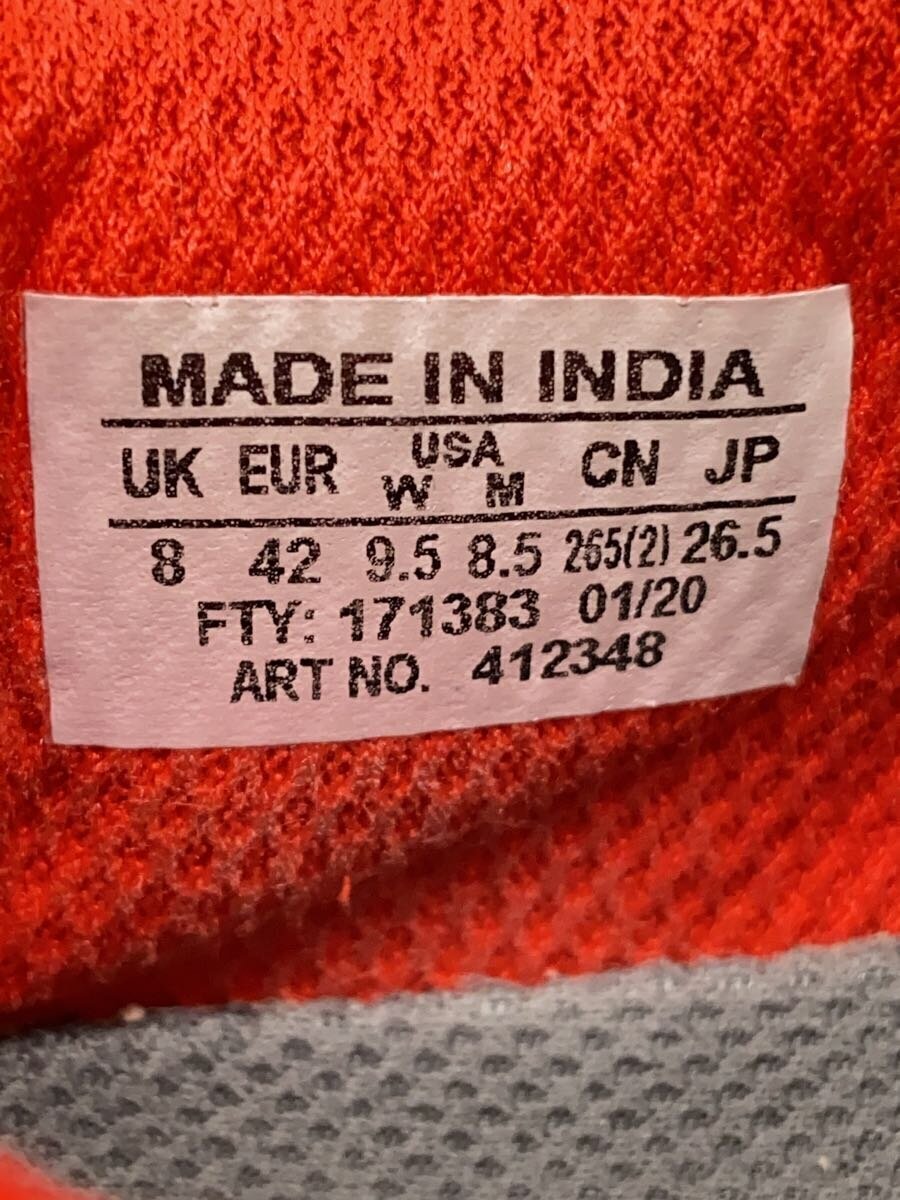 MADE IN INDIA
UK EUR USA W M CN JP
8 42 9.5 8.5 265(2) 26.5
FTY: 171383 01/20
ART NO. 412348